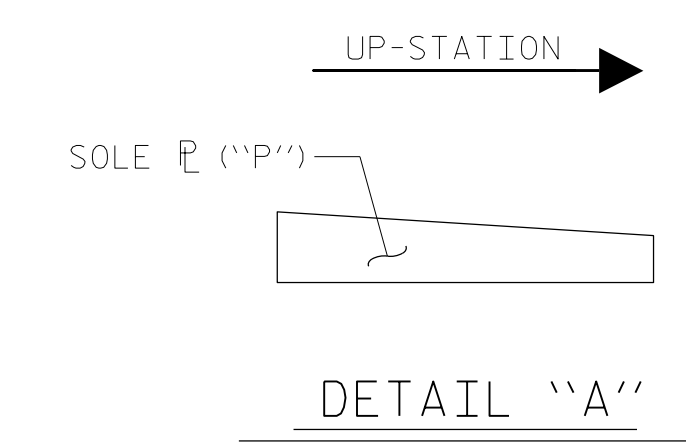 UP-STATION
SOLE ℄ (‘‘P’’)
DETAIL ‘‘A’’